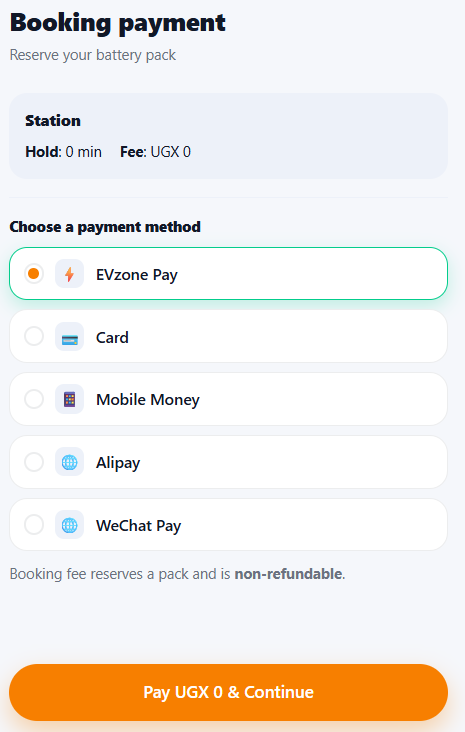 Booking payment
Reserve your battery pack
Station
Hold: 0 min Fee: UGX 0
Choose a payment method
EVzone Pay
Card
Mobile Money
Alipay
WeChat Pay
Booking fee reserves a pack and is non-refundable.
Pay UGX 0 & Continue